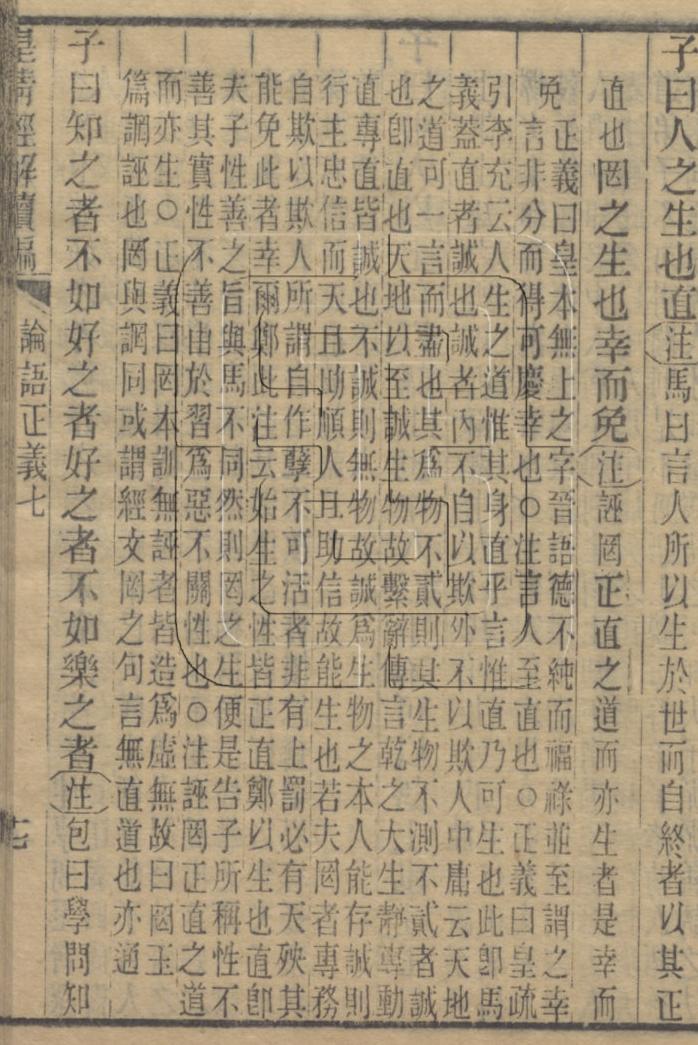 子曰人之生也直注馬曰言人所以生於世而自終者以其正
直也罔之生也幸而免注誣罔正直之道而亦生者是幸而
免
正義曰皇本無上之字晉語德不純而福祿並至謂之幸
言非分而得可慶幸也○注言人至直也○正義曰皇疏
引李充云人生之道惟其身直乎言惟直乃可生也此卽馬
義蓋直者誠也誠者內不自以欺外不以欺人中庸云天地
之道可一言而盡也其爲物不貳則其生物不測不貳者誠
也卽直也天地以至誠生物故繫辭傳言乾之大生靜專動
直專直皆誠也不誠則無物故誠爲生物之本人能存誠則
行主忠信而天且助順人且助信故能生也若夫罔者專務
自欺以欺人所謂自作孽不可活者非有上罰必有天殃其
能免此者幸爾鄭此注云始生之性皆正直鄭以生也直卽
夫子性善之旨與馬不同然則罔之生便是告子所稱性不
善其實性不善由於習爲惡不關性也○注誣罔正直之道
而亦生○正義曰罔本訓無誣者皆造爲虛無故曰罔玉
爲誷誣也罔與誷同或謂經文罔之句言無直道也亦通
子曰知之者不如好之者好之者不如樂之者注包曰學問知
皇清經解續編 論語正義七